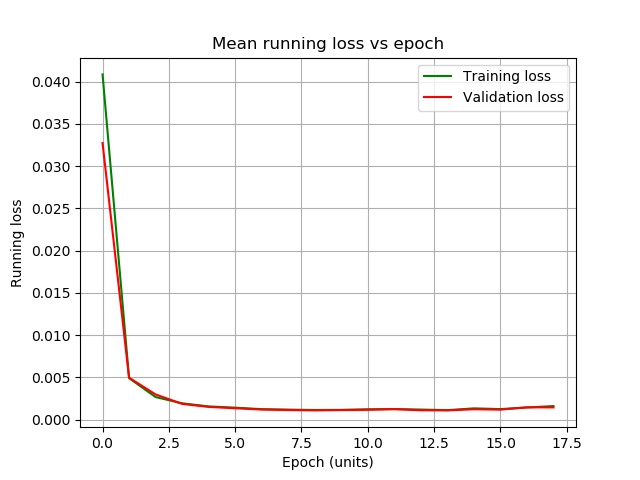 Mean running loss vs epoch
Training loss
Validation loss
0.040
0.035
0.030
0.025
0.020
0.015
0.010
0.005
0.000
Running loss
0.0 2.5 5.0 7.5 10.0 12.5 15.0 17.5
Epoch (units)